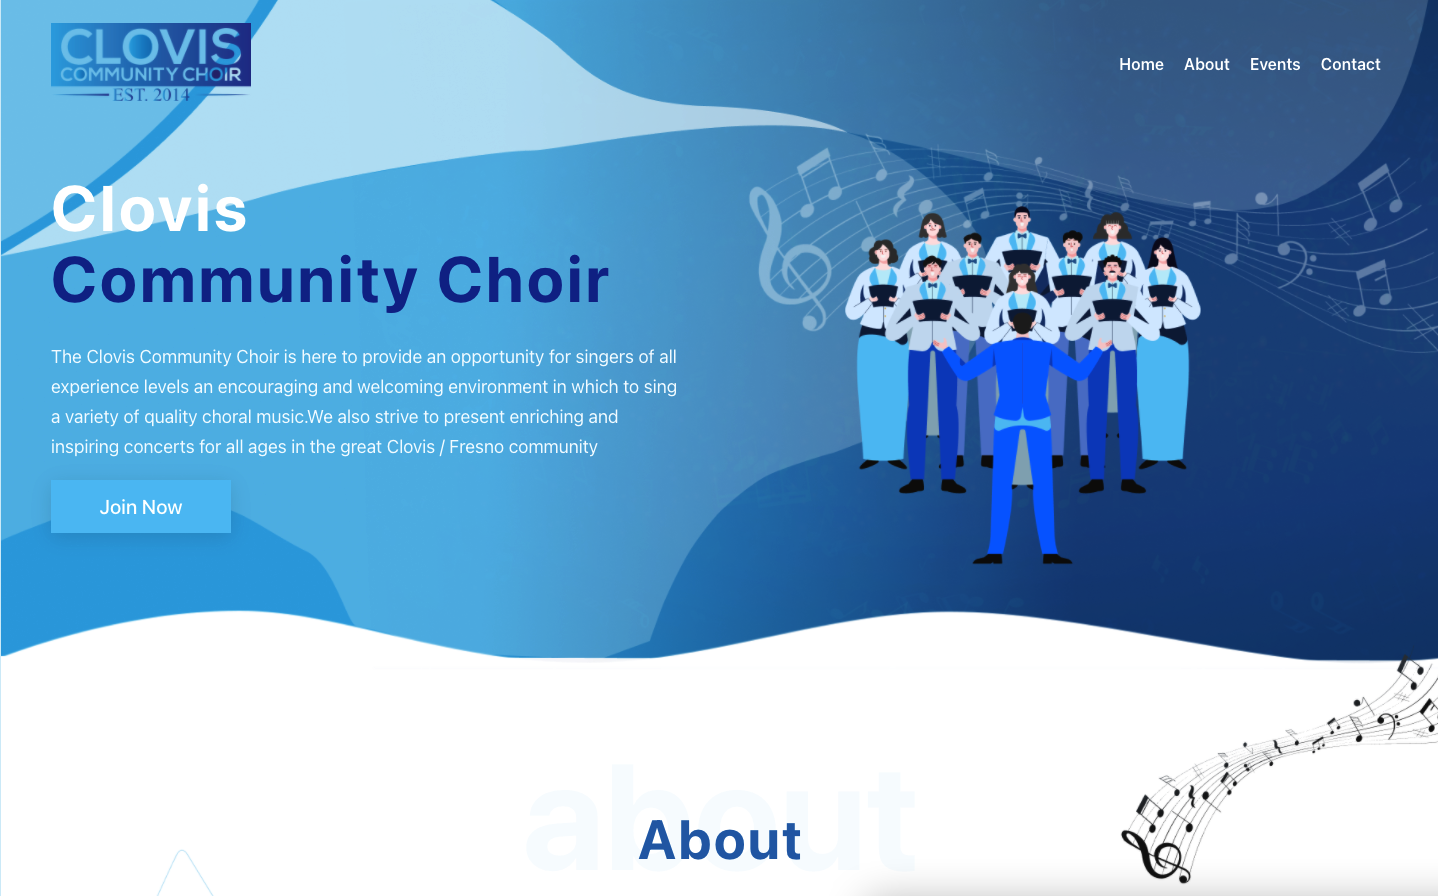 CLOVIS
COMMUNITY CHOIR
EST. 2014
Home About Events Contact
Clovis
Community Choir
The Clovis Community Choir is here to provide an opportunity for singers of all
experience levels an encouraging and welcoming environment in which to sing
a variety of quality choral music.We also strive to present enriching and
inspiring concerts for all ages in the great Clovis / Fresno community
Join Now
about
About